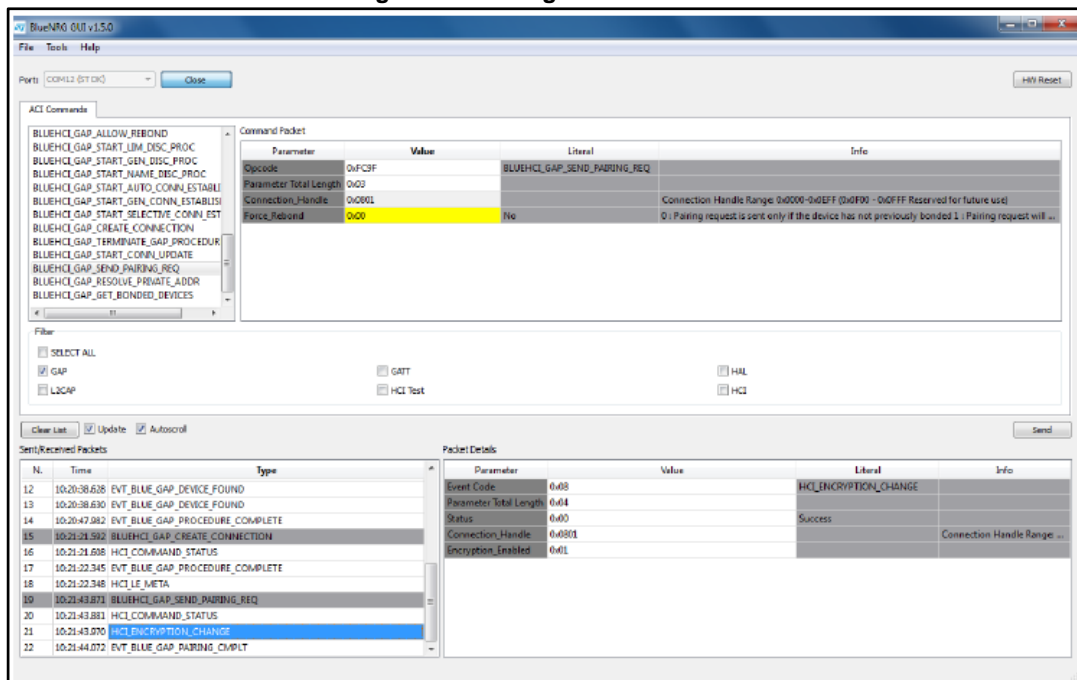 BlueNRG GUI v1.5.0
File Tools Help
Port: COM12 (ST DK) Close HW Reset
ACI Commands
BLUEHCI_GAP_ALLOW_REBOND
BLUEHCI_GAP_START_LIM_DISC_PROC
BLUEHCI_GAP_START_GEN_DISC_PROC
BLUEHCI_GAP_START_NAME_DISC_PROC
BLUEHCI_GAP_START_AUTO_CONN_ESTABLI
BLUEHCI_GAP_START_GEN_CONN_ESTABLIS
BLUEHCI_GAP_START_SELECTIVE_CONN_EST
BLUEHCI_GAP_CREATE_CONNECTION
BLUEHCI_GAP_TERMINATE_GAP_PROCEDUR
BLUEHCI_GAP_START_CONN_UPDATE
BLUEHCI_GAP_SEND_PAIRING_REQ
BLUEHCI_GAP_RESOLVE_PRIVATE_ADDR
BLUEHCI_GAP_GET_BONDED_DEVICES
Command Packet
Parameter Value Literal Info
Opcode 0xFC9F BLUEHCI_GAP_SEND_PAIRING_REQ
Parameter Total Length 0x03
Connection_Handle 0x0801 Connection Handle Range: 0x0000-0x0EFF (0x0F00 - 0x0FFF Reserved for future use)
Force_Rebond 0x00 No 0 : Pairing request is sent only if the device has not previously bonded 1 : Pairing request will ...
Filter
SELECT ALL
GAP GATT HAL
L2CAP HCI Test HCI
Clear List Update Autoscroll Send
Sent/Received Packets
N. Time Type
12 10:20:38.628 EVT_BLUE_GAP_DEVICE_FOUND
13 10:20:38.630 EVT_BLUE_GAP_DEVICE_FOUND
14 10:20:47.982 EVT_BLUE_GAP_PROCEDURE_COMPLETE
15 10:21:21.592 BLUEHCI_GAP_CREATE_CONNECTION
16 10:21:21.608 HCI_COMMAND_STATUS
17 10:21:22.345 EVT_BLUE_GAP_PROCEDURE_COMPLETE
18 10:21:22.348 HCI_LE_META
19 10:21:43.871 BLUEHCI_GAP_SEND_PAIRING_REQ
20 10:21:43.881 HCI_COMMAND_STATUS
21 10:21:43.970 HCI_ENCRYPTION_CHANGE
22 10:21:44.072 EVT_BLUE_GAP_PAIRING_CMPLT
Packet Details
Parameter Value Literal Info
Event Code 0x08 HCI_ENCRYPTION_CHANGE
Parameter Total Length 0x04
Status 0x00 Success
Connection_Handle 0x0801 Connection Handle Range: ...
Encryption_Enabled 0x01